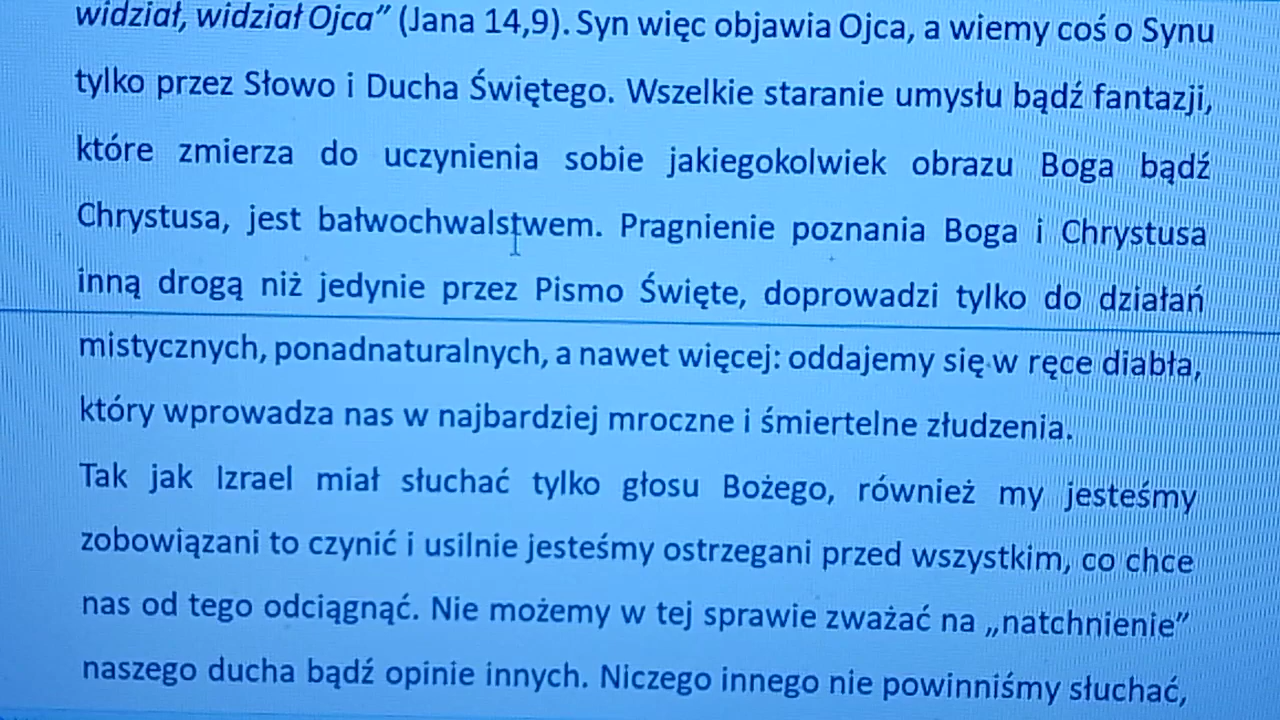 widział, widział Ojca” (Jana 14,9). Syn więc objawia Ojca, a wiemy coś o Synu
tylko przez Słowo i Ducha Świętego. Wszelkie staranie umysłu bądź fantazji,
które zmierza do uczynienia sobie jakiegokolwiek obrazu Boga bądź
Chrystusa, jest bałwochwalstwem. Pragnienie poznania Boga i Chrystusa
inną drogą niż jedynie przez Pismo Święte, doprowadzi tylko do działań
mistycznych, ponadnaturalnych, a nawet więcej: oddajemy się w ręce diabła,
który wprowadza nas w najbardziej mroczne i śmiertelne złudzenia.
Tak jak Izrael miał słuchać tylko głosu Bożego, również my jesteśmy
zobowiązani to czynić i usilnie jesteśmy ostrzegani przed wszystkim, co chce
nas od tego odciągnąć. Nie możemy w tej sprawie zważać na „natchnienie”
naszego ducha bądź opinie innych. Niczego innego nie powinniśmy słuchać,